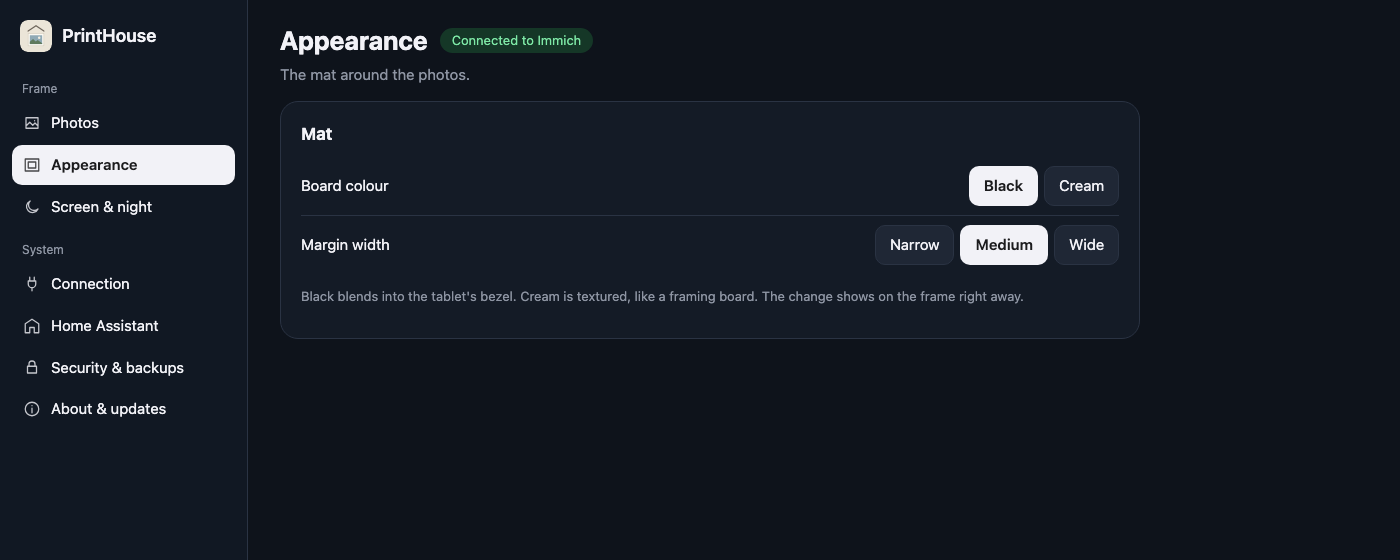 PrintHouse
Frame
Photos
Appearance
Screen & night
System
Connection
Home Assistant
Security & backups
About & updates
Appearance
Connected to Immich
The mat around the photos.
Mat
Board colour
Black
Cream
Margin width
Narrow
Medium
Wide
Black blends into the tablet's bezel. Cream is textured, like a framing board. The change shows on the frame right away.